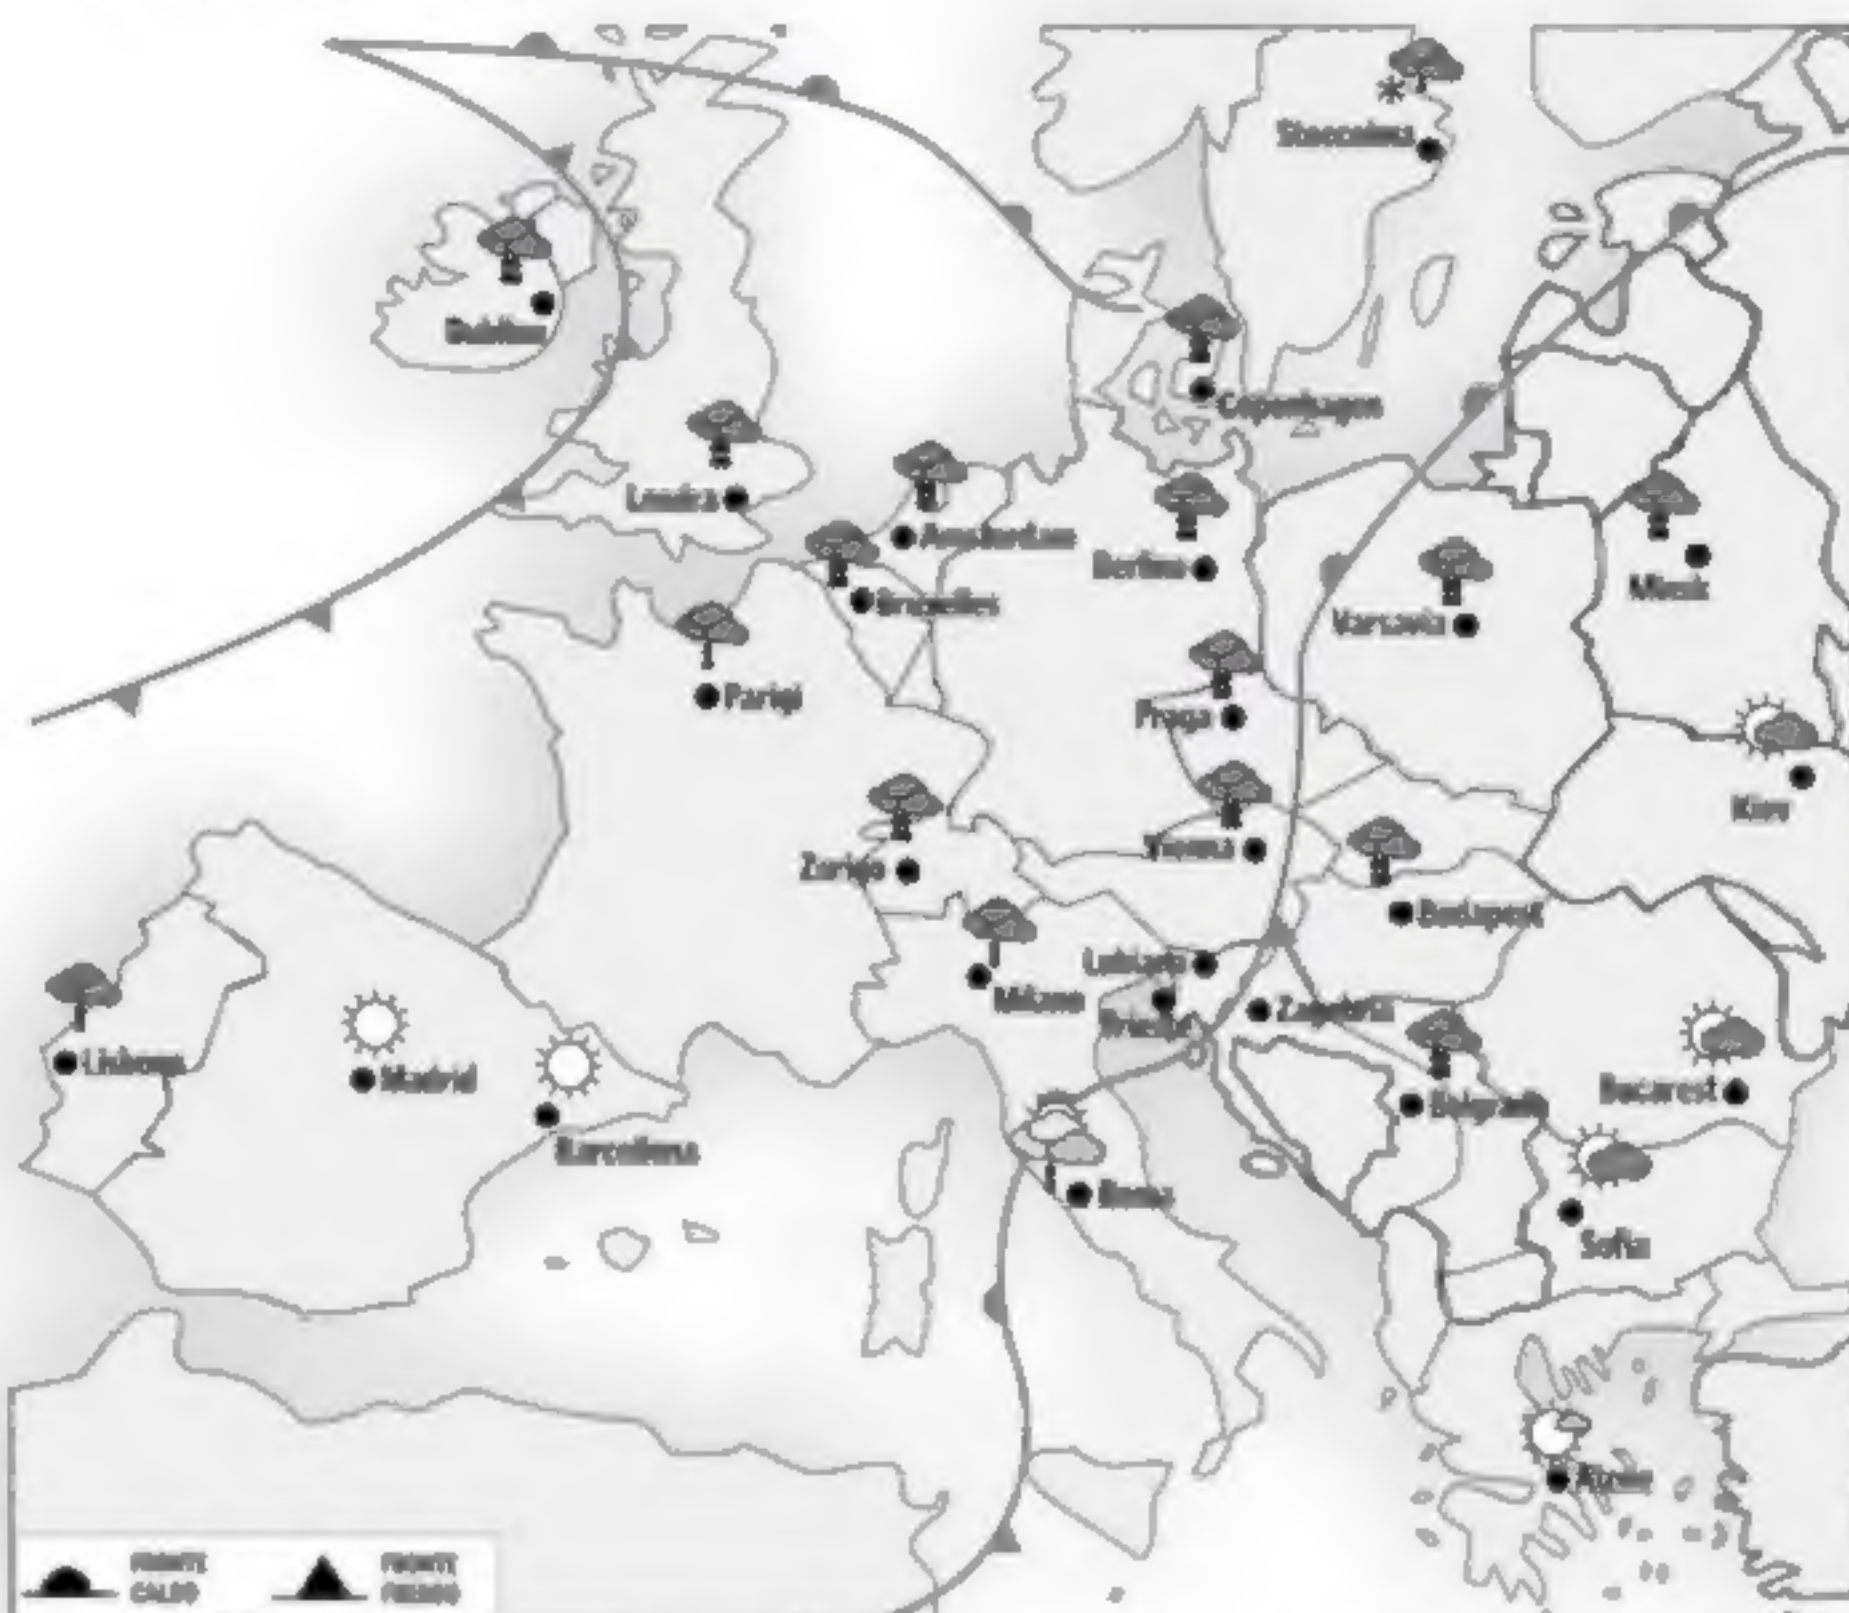 Stoccolma
Dublino
Copenhagen
Londra
Amsterdam
Berlino
Minsk
Bruxelles
Varsavia
Parigi
Praga
Kiev
Vienna
Zurigo
Budapest
Lubiana
Milano
Zagabria
Trieste
Lisbona
Madrid
Bucarest
Belgrado
Barcellona
Roma
Sofia
Atene
FRONTE
CALDO
FRONTE
FREDDO